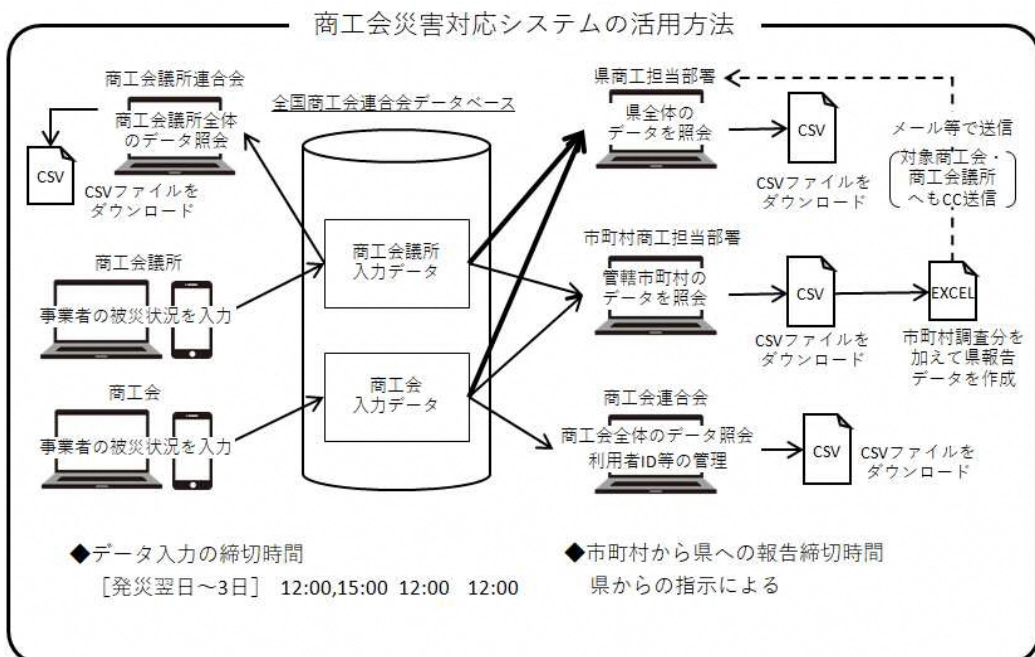 商工会災害対応システムの活用方法
商工会議所連合会
商工会議所全体
のデータ照会
CSV
CSVファイルを
ダウンロード
商工会議所
事業者の被災状況を入力
商工会
事業者の被災状況を入力
全国商工会連合会データベース
商工会議所
入力データ
商工会
入力データ
県商工担当部署
県全体の
データを照会
CSV
CSVファイルを
ダウンロード
メール等で送信
対象商工会・
商工会議所
へもCC送信
市町村商工担当部署
管轄市町村の
データを照会
CSV
CSVファイルを
ダウンロード
EXCEL
市町村調査分を
加えて県報告
データを作成
商工会連合会
商工会全体のデータ照会
利用者ID等の管理
CSV
CSVファイルを
ダウンロード
◆データ入力の締切時間
[発災翌日～3日] 12:00,15:00 12:00 12:00
◆市町村から県への報告締切時間
県からの指示による